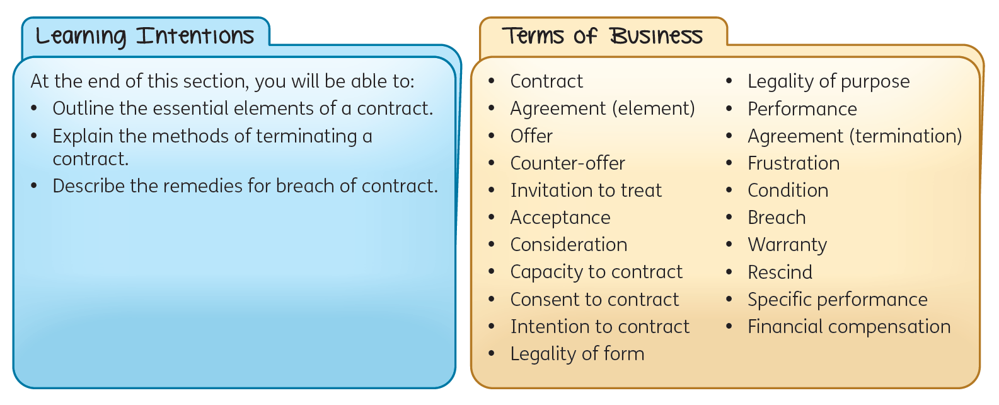 Learning Intentions
At the end of this section, you will be able to:
• Outline the essential elements of a contract.
• Explain the methods of terminating a
contract.
• Describe the remedies for breach of contract.
Terms of Business
• Contract
• Agreement (element)
• Offer
• Counter-offer
• Invitation to treat
• Acceptance
• Consideration
• Capacity to contract
• Consent to contract
• Intention to contract
• Legality of form
• Legality of purpose
• Performance
• Agreement (termination)
• Frustration
• Condition
• Breach
• Warranty
• Rescind
• Specific performance
• Financial compensation